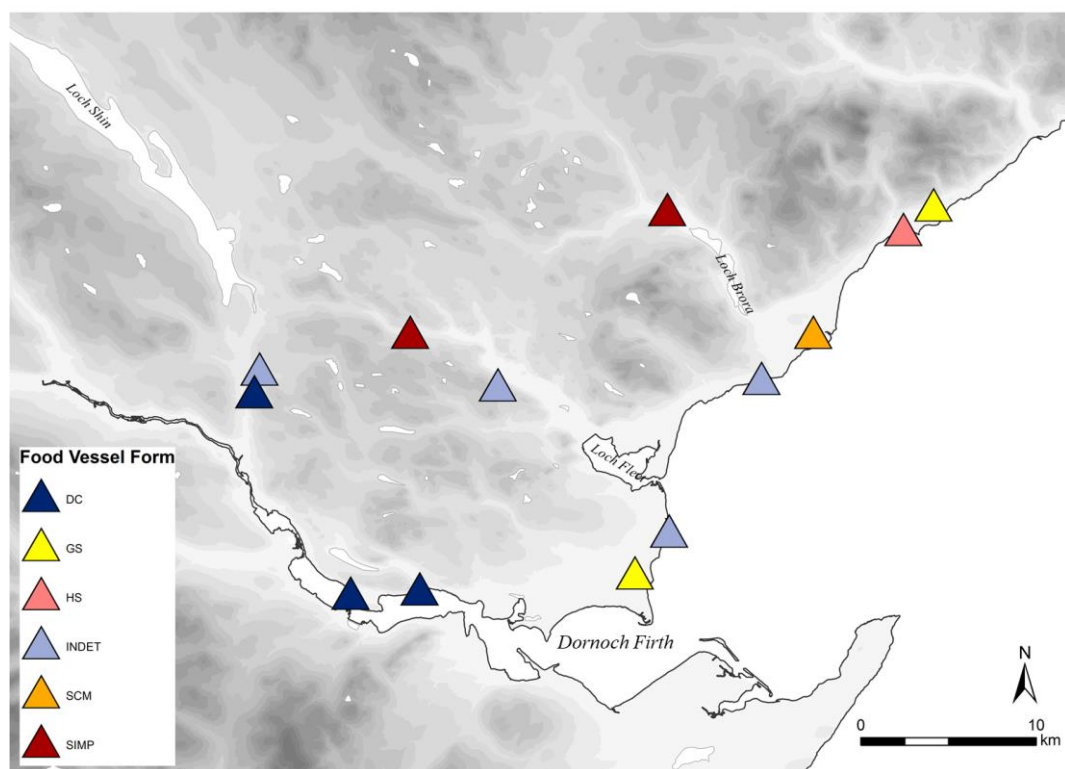 Loch Shin
Loch Brora
Loch Fleet
Dornoch Firth
Food Vessel Form
DC
GS
HS
INDET
SCM
SIMP
N
0 10
km